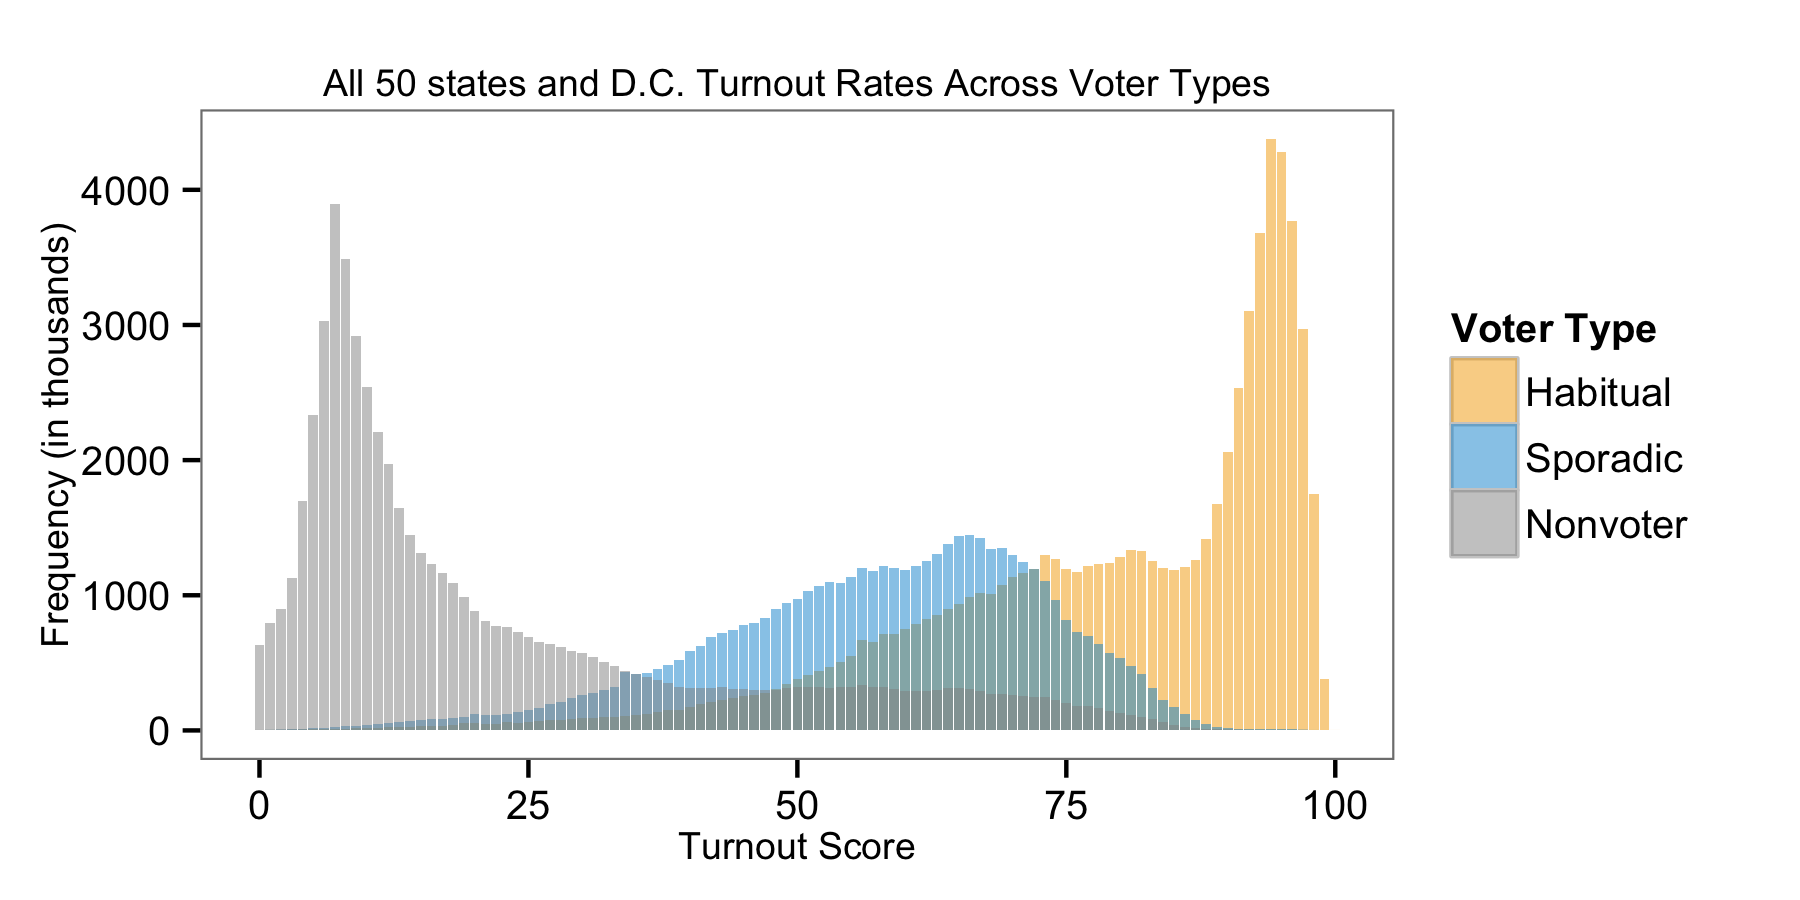 All 50 states and D.C. Turnout Rates Across Voter Types
Frequency (in thousands)
4000
3000
2000
1000
0
0 25 50 75 100
Turnout Score
Voter Type
Habitual
Sporadic
Nonvoter